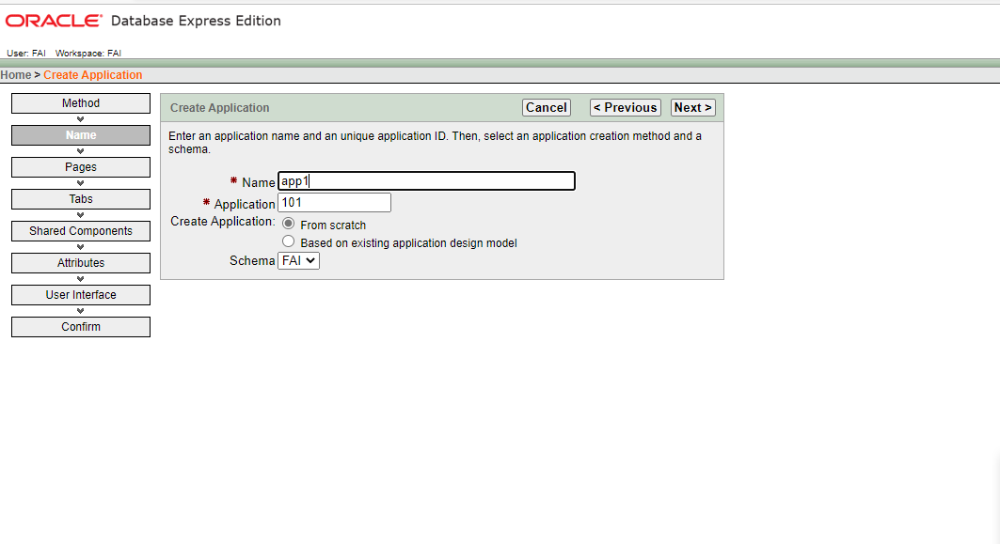 ORACLE Database Express Edition
User: FAI Workspace: FAI
Home > Create Application
Method
Name
Pages
Tabs
Shared Components
Attributes
User Interface
Confirm
Create Application Cancel < Previous Next >
Enter an application name and an unique application ID. Then, select an application creation method and a
schema.
* Name app1
* Application 101
Create Application: From scratch
Based on existing application design model
Schema FAI